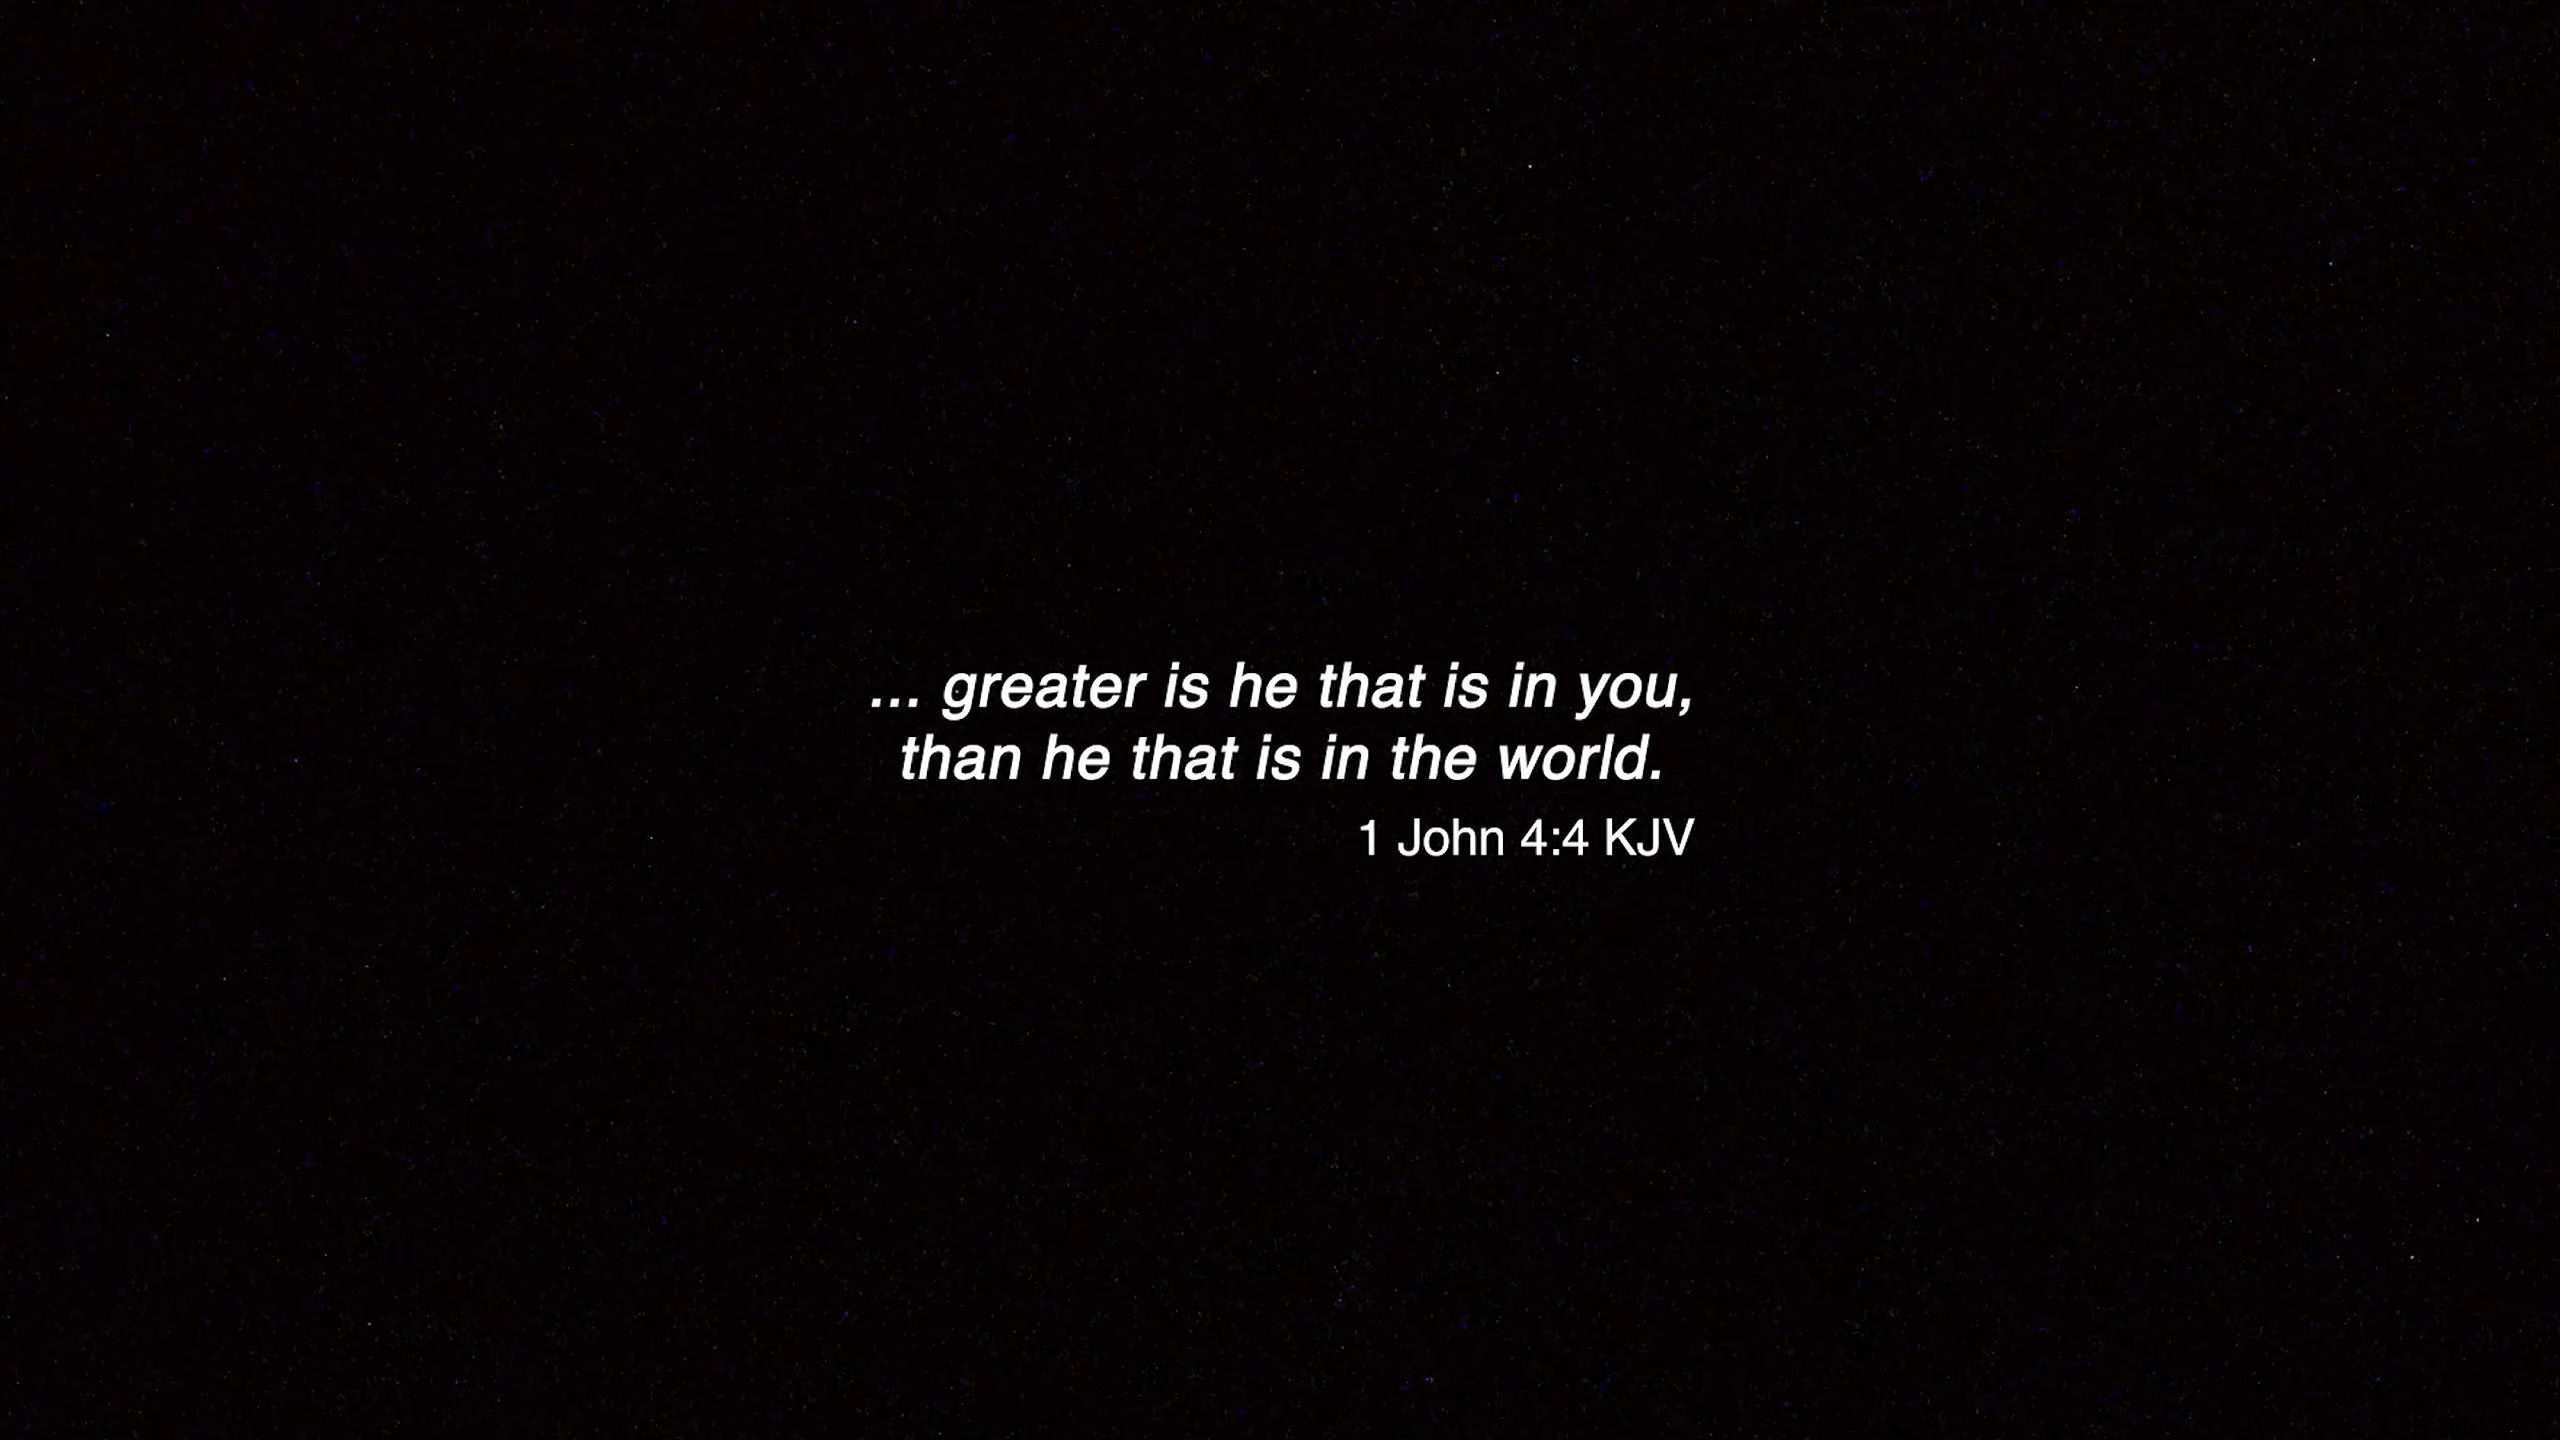 ... greater is he that is in you,
than he that is in the world.
1 John 4:4 KJV